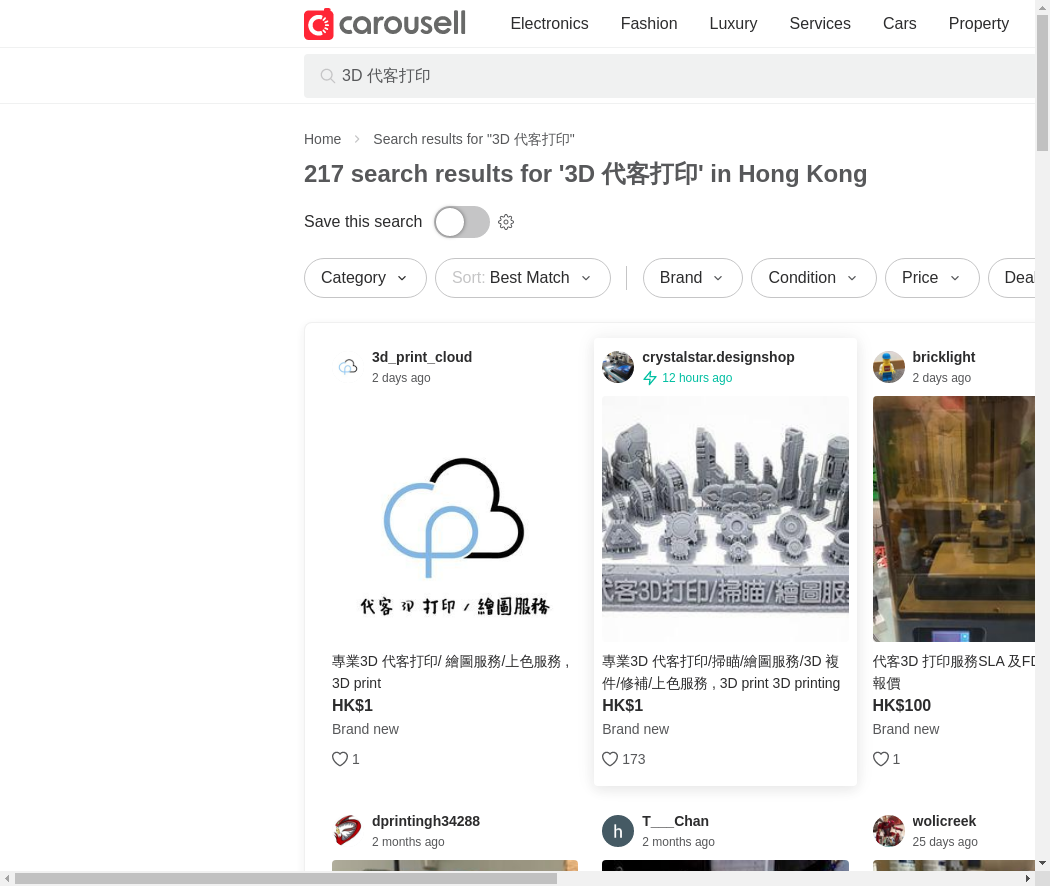 carousell
Electronics Fashion Luxury Services Cars Property
3D 代客打印
Home Search results for "3D 代客打印"
217 search results for '3D 代客打印' in Hong Kong
Save this search
Category Sort: Best Match Brand Condition Price
3d_print_cloud
2 days ago
代客 3D 打印 / 繪圖服務
專業3D 代客打印/ 繪圖服務/上色服務 ,
3D print
HK$1
Brand new
1
crystalstar.designshop
12 hours ago
代客3D打印/掃瞄/繪圖服
專業3D 代客打印/掃瞄/繪圖服務/3D 複
件/修補/上色服務 , 3D print 3D printing
HK$1
Brand new
173
bricklight
2 days ago
代客3D 打印服務SLA 及FD
報價
HK$100
Brand new
1
dprintingh34288
2 months ago
h
T___Chan
2 months ago
wolicreek
25 days ago